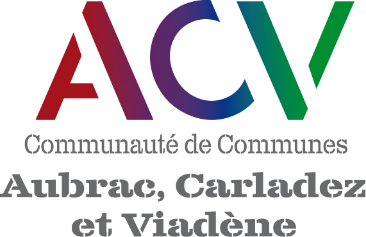 ACV
Communauté de Communes
Aubrac, Carladez
et Viadène